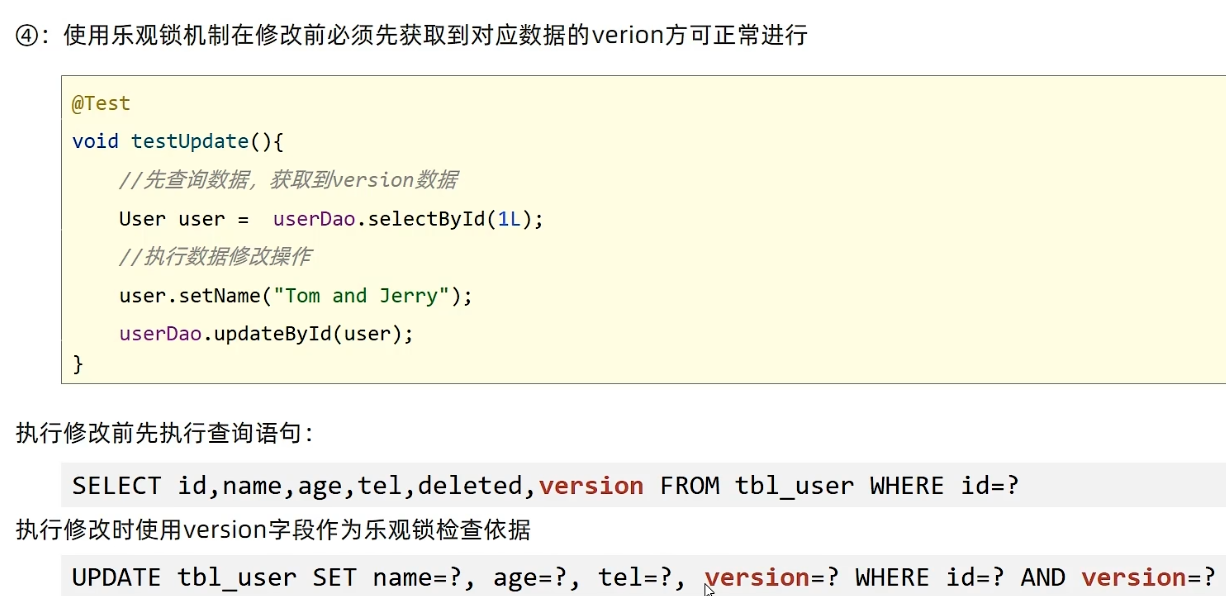 ④：使用乐观锁机制在修改前必须先获取到对应数据的verion方可正常进行
@Test
void testUpdate(){
//先查询数据，获取到version数据
User user =  userDao.selectById(1L);
//执行数据修改操作
user.setName("Tom and Jerry");
userDao.updateById(user);
}
执行修改前先执行查询语句：
SELECT id,name,age,tel,deleted,version FROM tbl_user WHERE id=?
执行修改时使用version字段作为乐观锁检查依据
UPDATE tbl_user SET name=?, age=?, tel=?, version=? WHERE id=? AND version=?